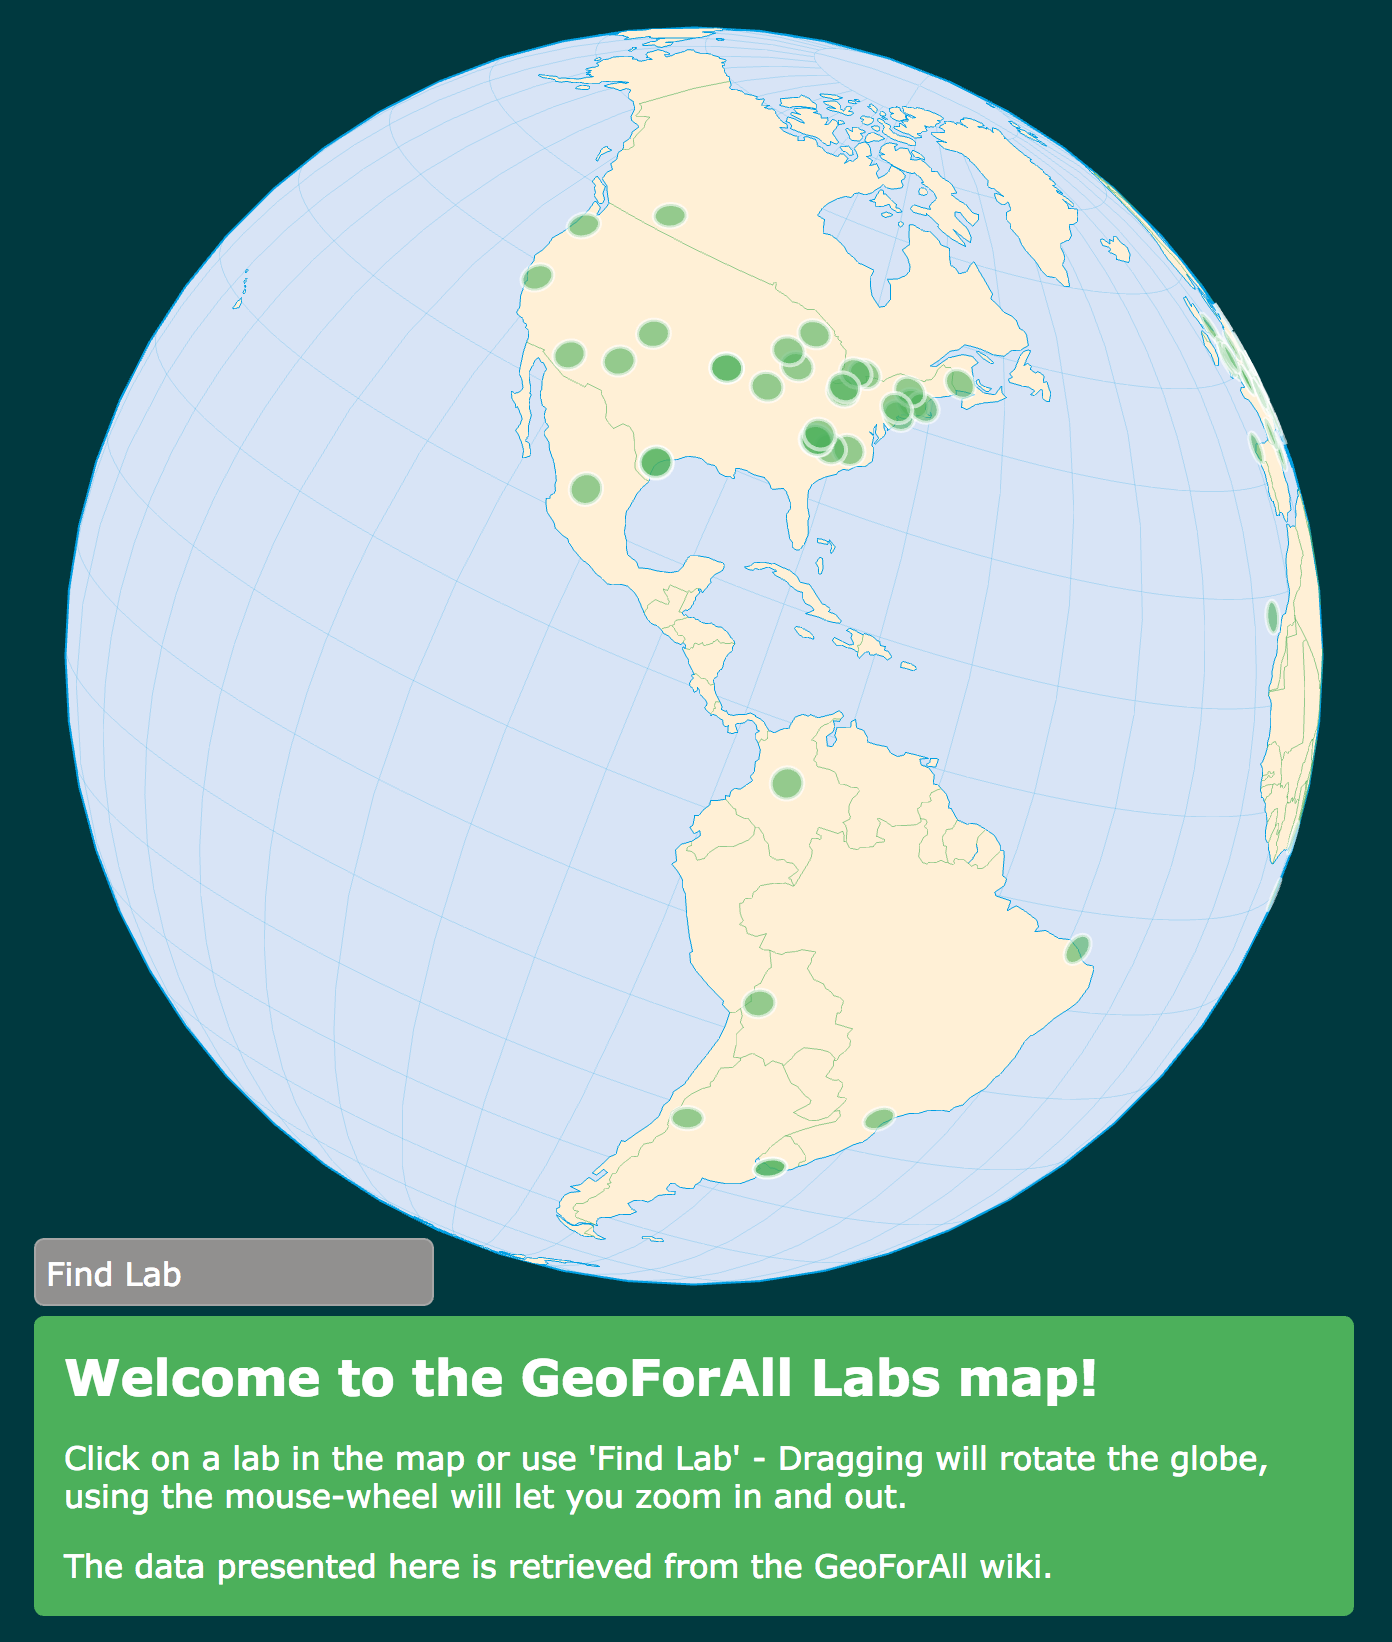 Find Lab
Welcome to the GeoForAll Labs map!
Click on a lab in the map or use 'Find Lab' - Dragging will rotate the globe,
using the mouse-wheel will let you zoom in and out.
The data presented here is retrieved from the GeoForAll wiki.